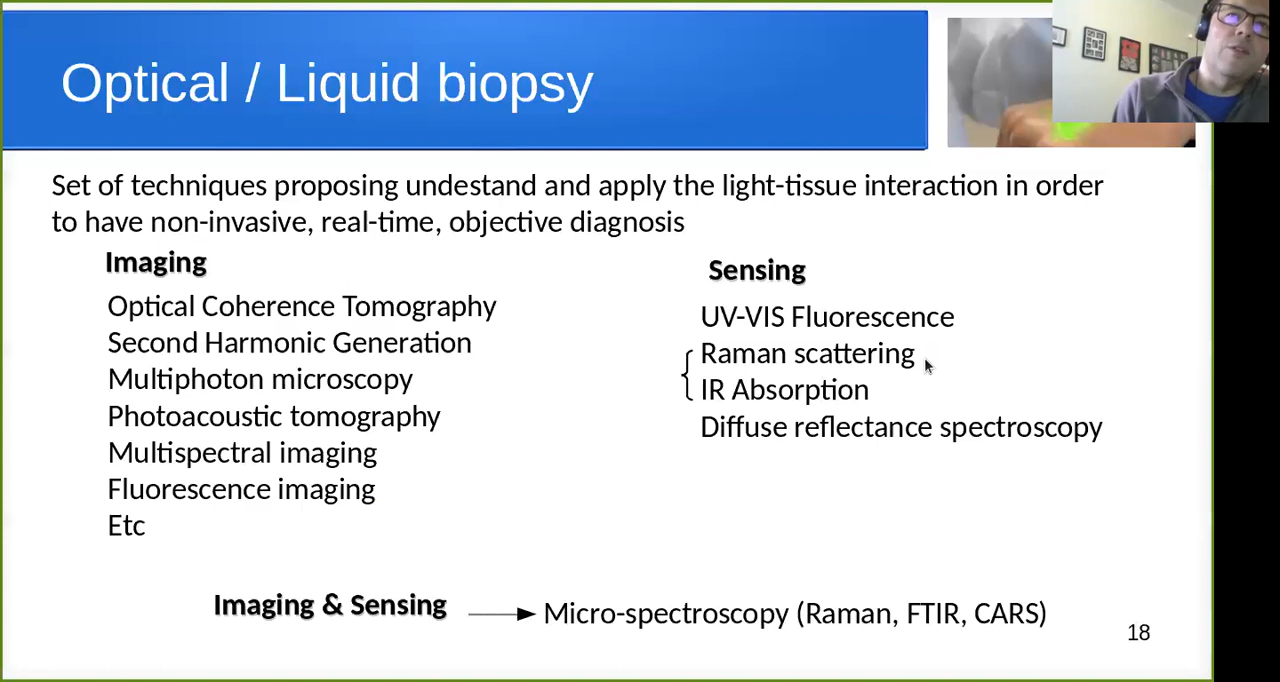 Optical / Liquid biopsy
Set of techniques proposing undestand and apply the light-tissue interaction in order
to have non-invasive, real-time, objective diagnosis
Imaging
Optical Coherence Tomography
Second Harmonic Generation
Multiphoton microscopy
Photoacoustic tomography
Multispectral imaging
Fluorescence imaging
Etc
Sensing
UV-VIS Fluorescence
Raman scattering
IR Absorption
Diffuse reflectance spectroscopy
Imaging & Sensing
Micro-spectroscopy (Raman, FTIR, CARS)
18